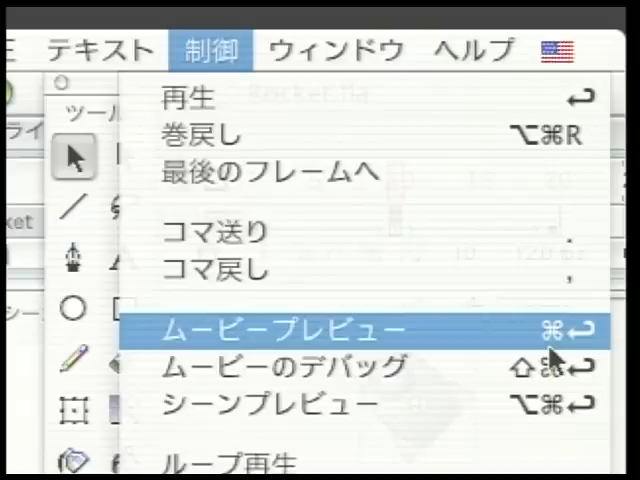 テキスト 制御 ウィンドウ ヘルプ
ツール
再生 ↩
巻戻し ⌥⌘R
最後のフレームへ
コマ送り .
コマ戻し ,
ムービープレビュー ⌘↩
ムービーのデバッグ ⇧⌘↩
シーンプレビュー ⌥⌘↩
ループ再生